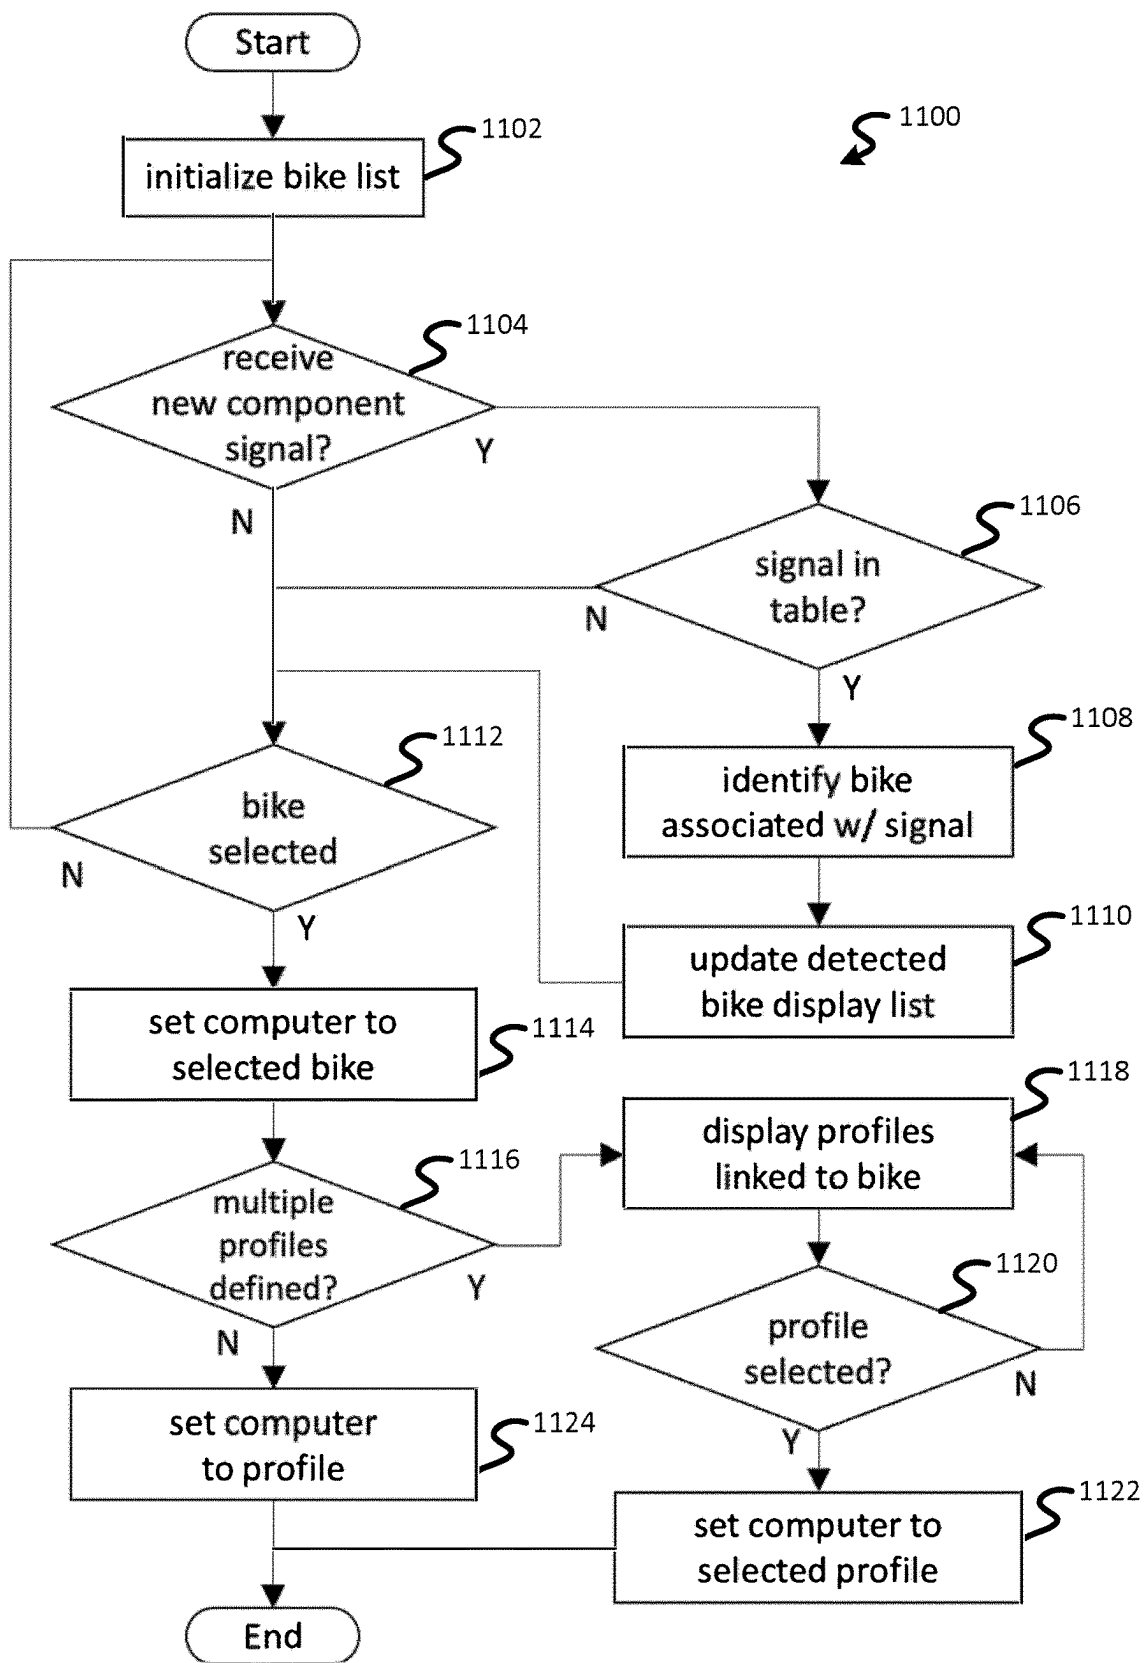 Start
1102
1100
initialize bike list
1104
receive
new component
signal?
Y
N
1106
signal in
table?
N
Y
1108
identify bike
associated w/ signal
1112
bike
selected
N
Y
1110
update detected
bike display list
set computer to
selected bike
1114
1118
display profiles
linked to bike
1116
multiple
profiles
defined?
Y
N
1120
profile
selected?
N
Y
set computer
to profile
1124
1122
set computer to
selected profile
End